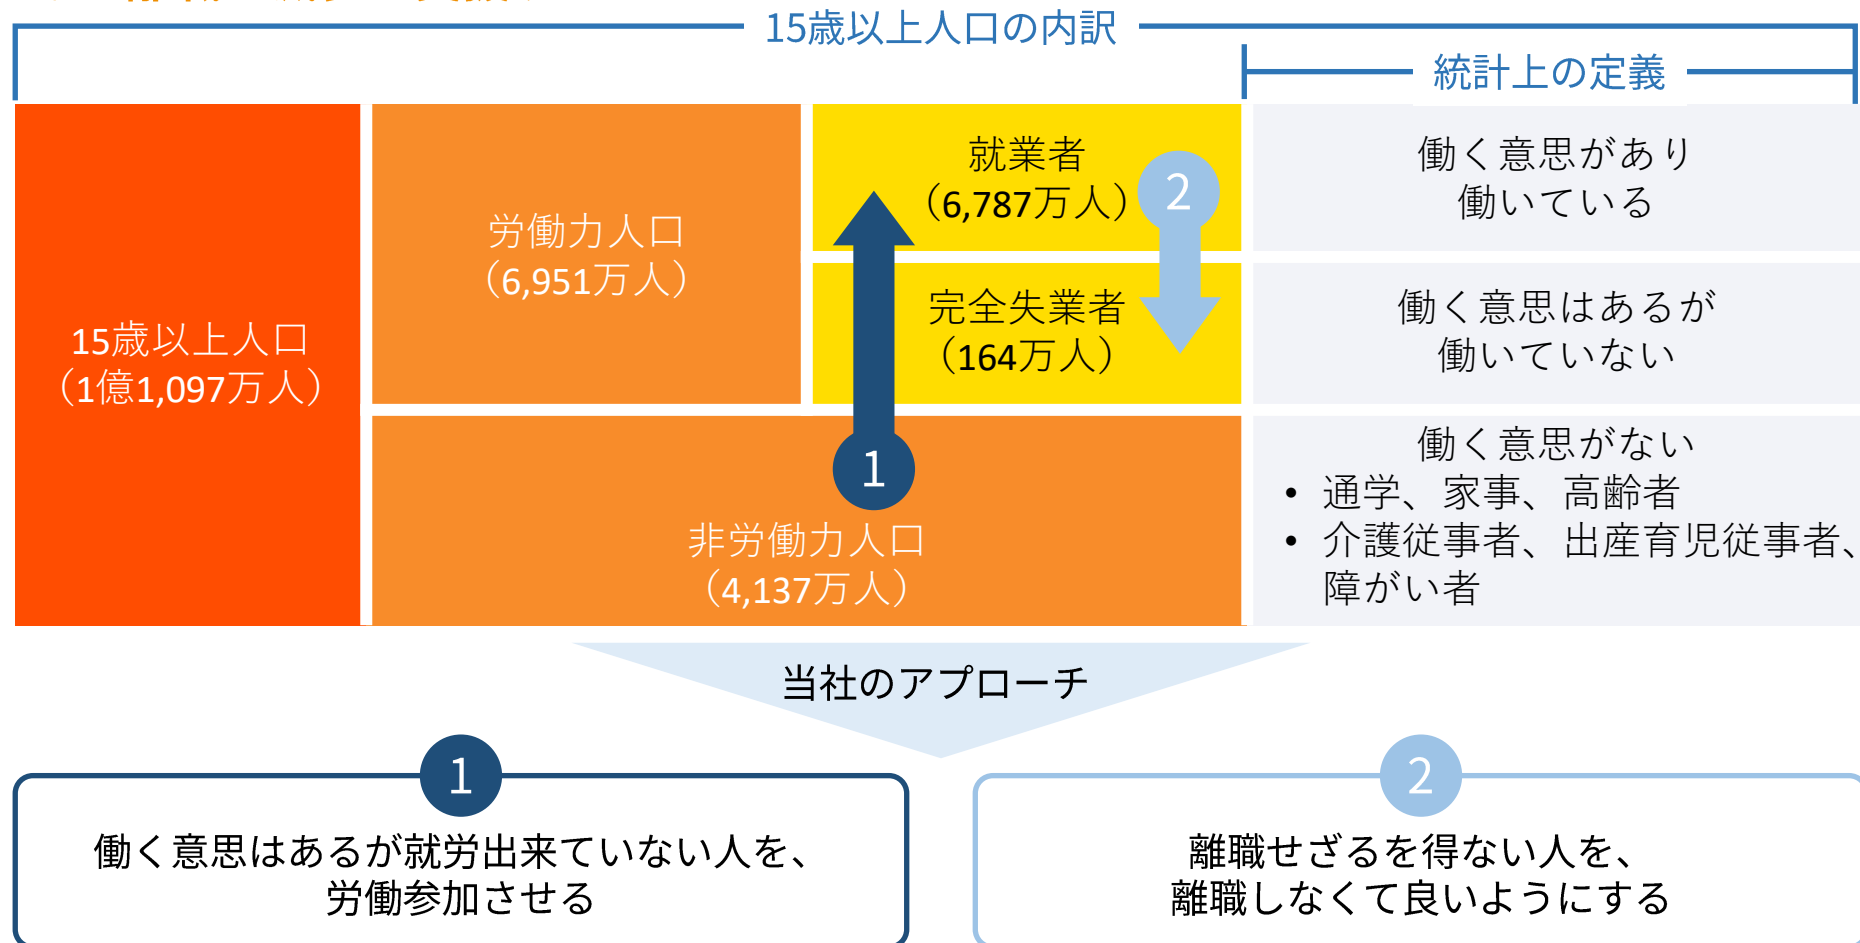 15歳以上人口の内訳
統計上の定義
15歳以上人口
（1億1,097万人）
労働力人口
（6,951万人）
就業者
（6,787万人）
2
完全失業者
（164万人）
1
非労働力人口
（4,137万人）
働く意思があり
働いている
働く意思はあるが
働いていない
働く意思がない
• 通学、家事、高齢者
• 介護従事者、出産育児従事者、
障がい者
当社のアプローチ
1
働く意思はあるが就労出来ていない人を、
労働参加させる
2
離職せざるを得ない人を、
離職しなくて良いようにする